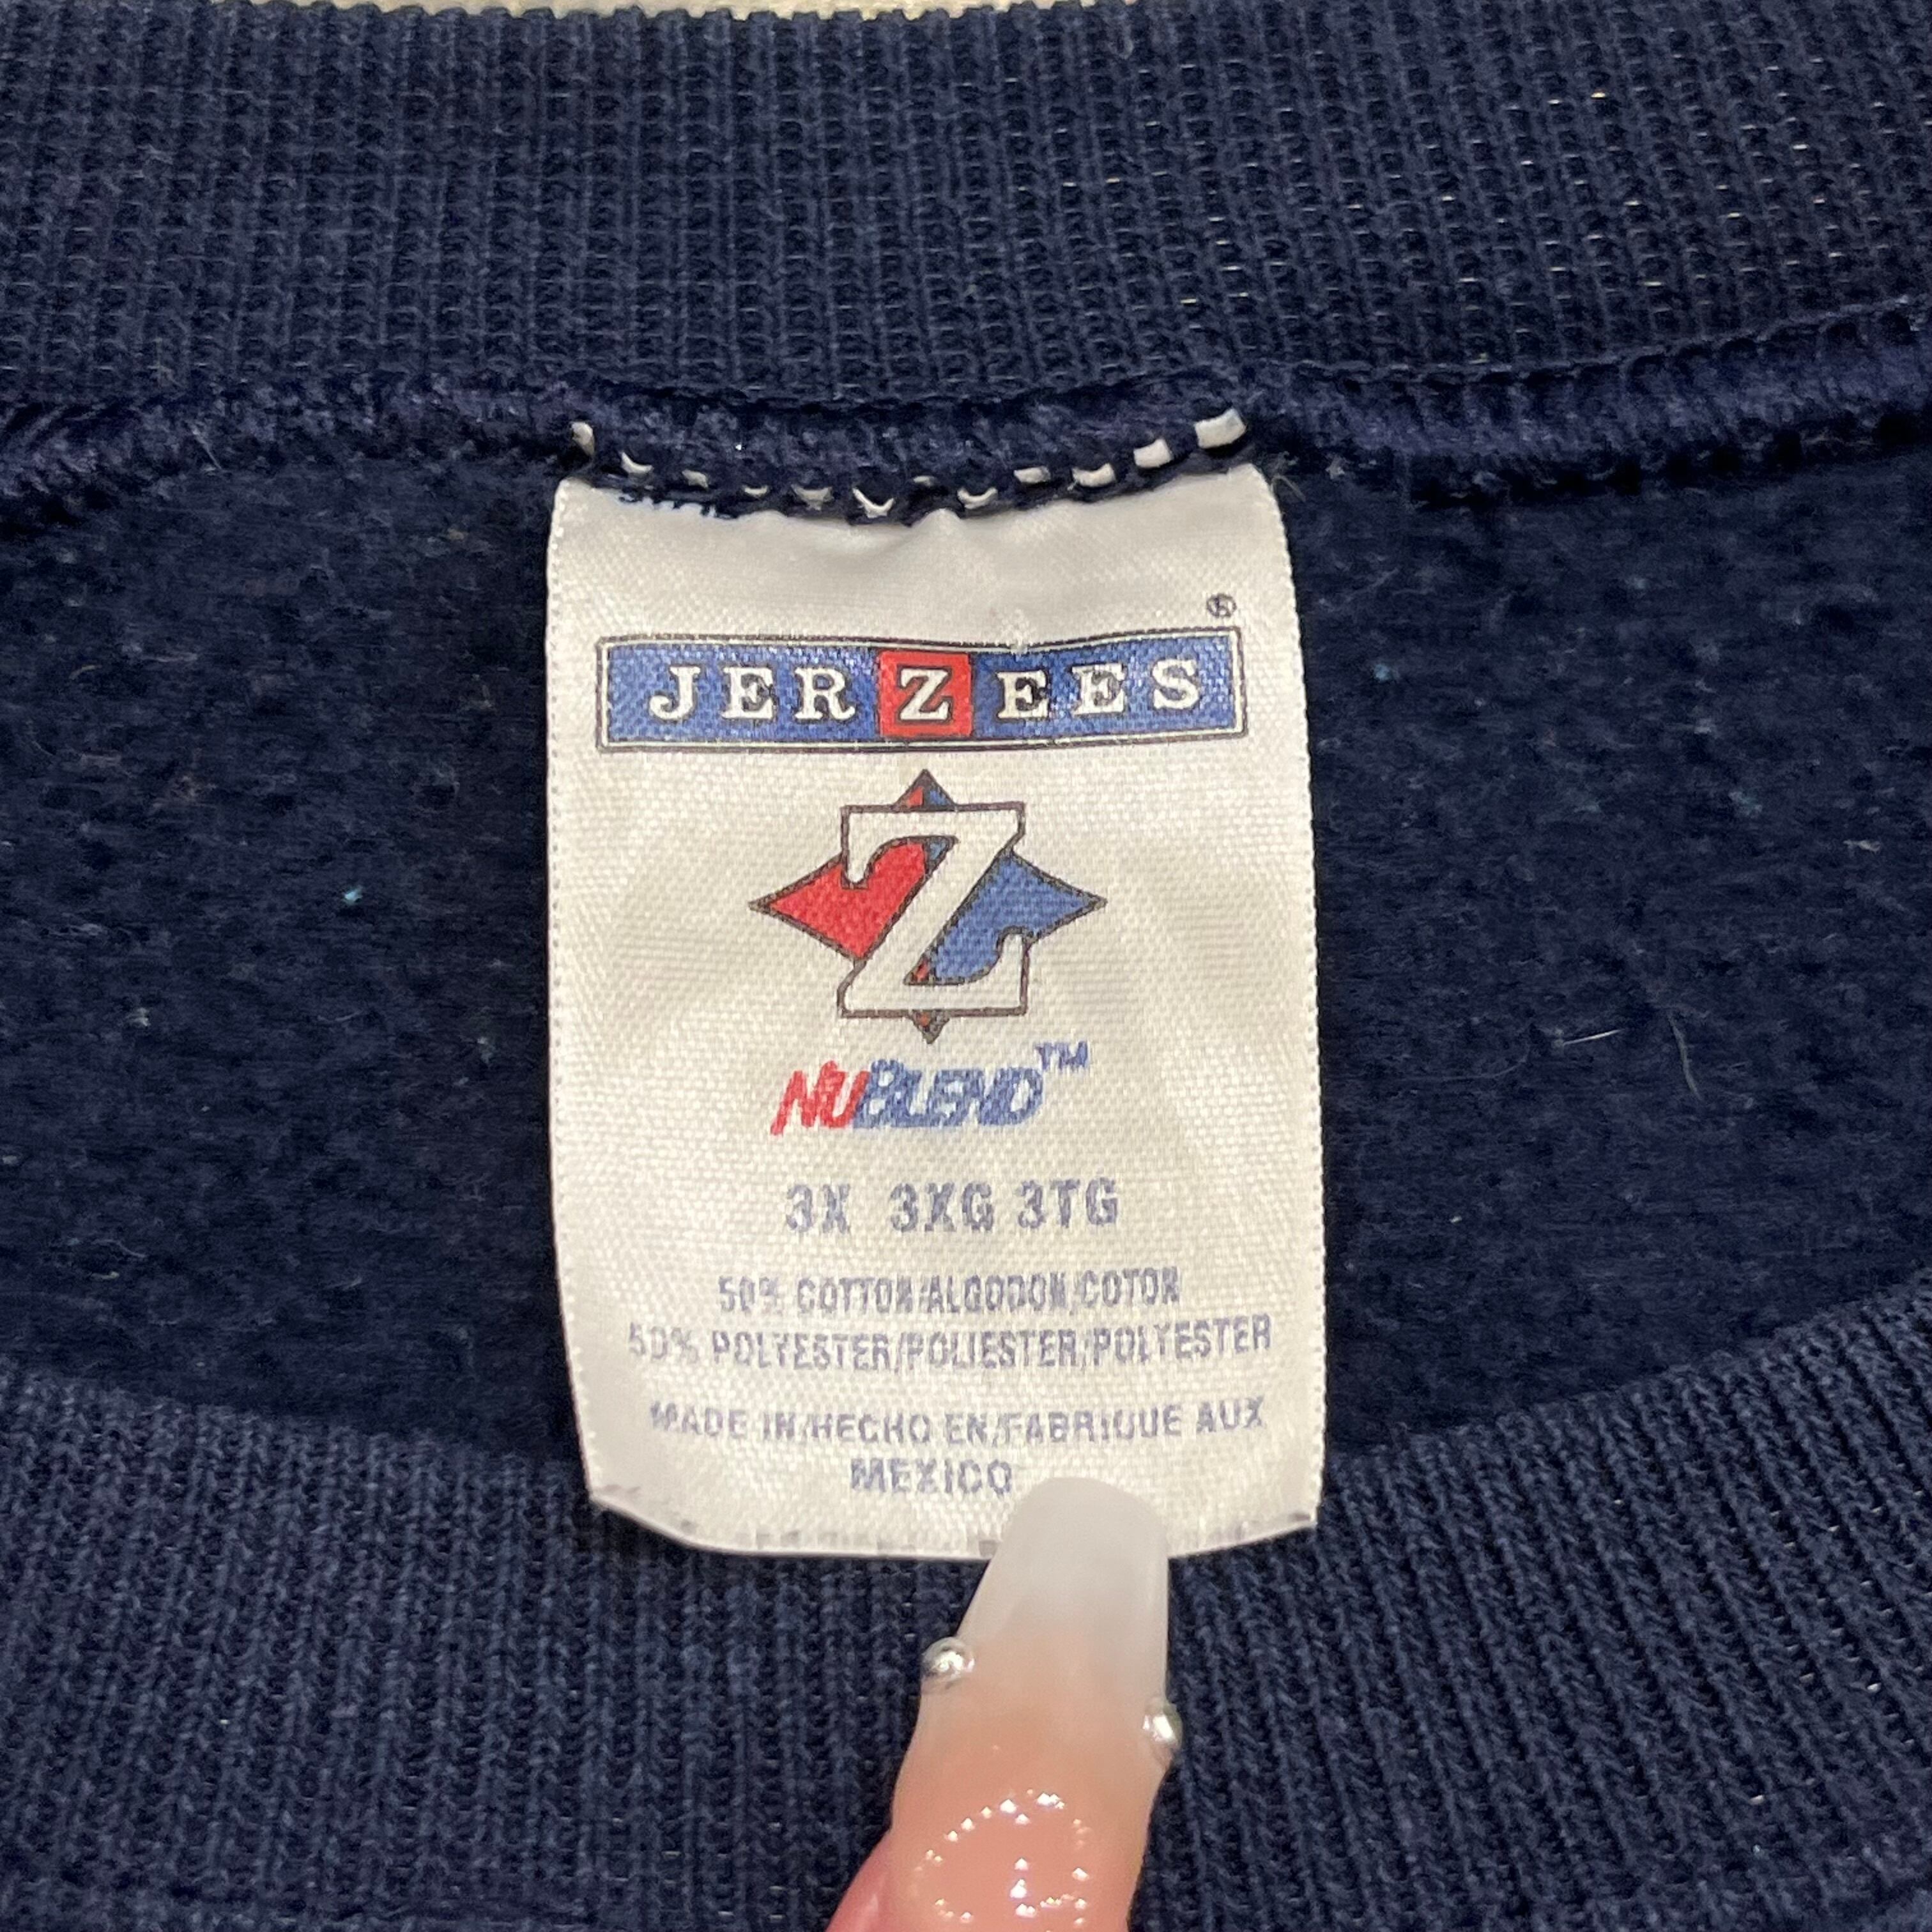 JERZEES®
Z
NUBLEND™
3X 3XG 3TG
50% COTTON/ALGODON/COTON
50% POLYESTER/POLIESTER/POLYESTER
MADE IN/HECHO EN/FABRIQUE AUX
MEXICO